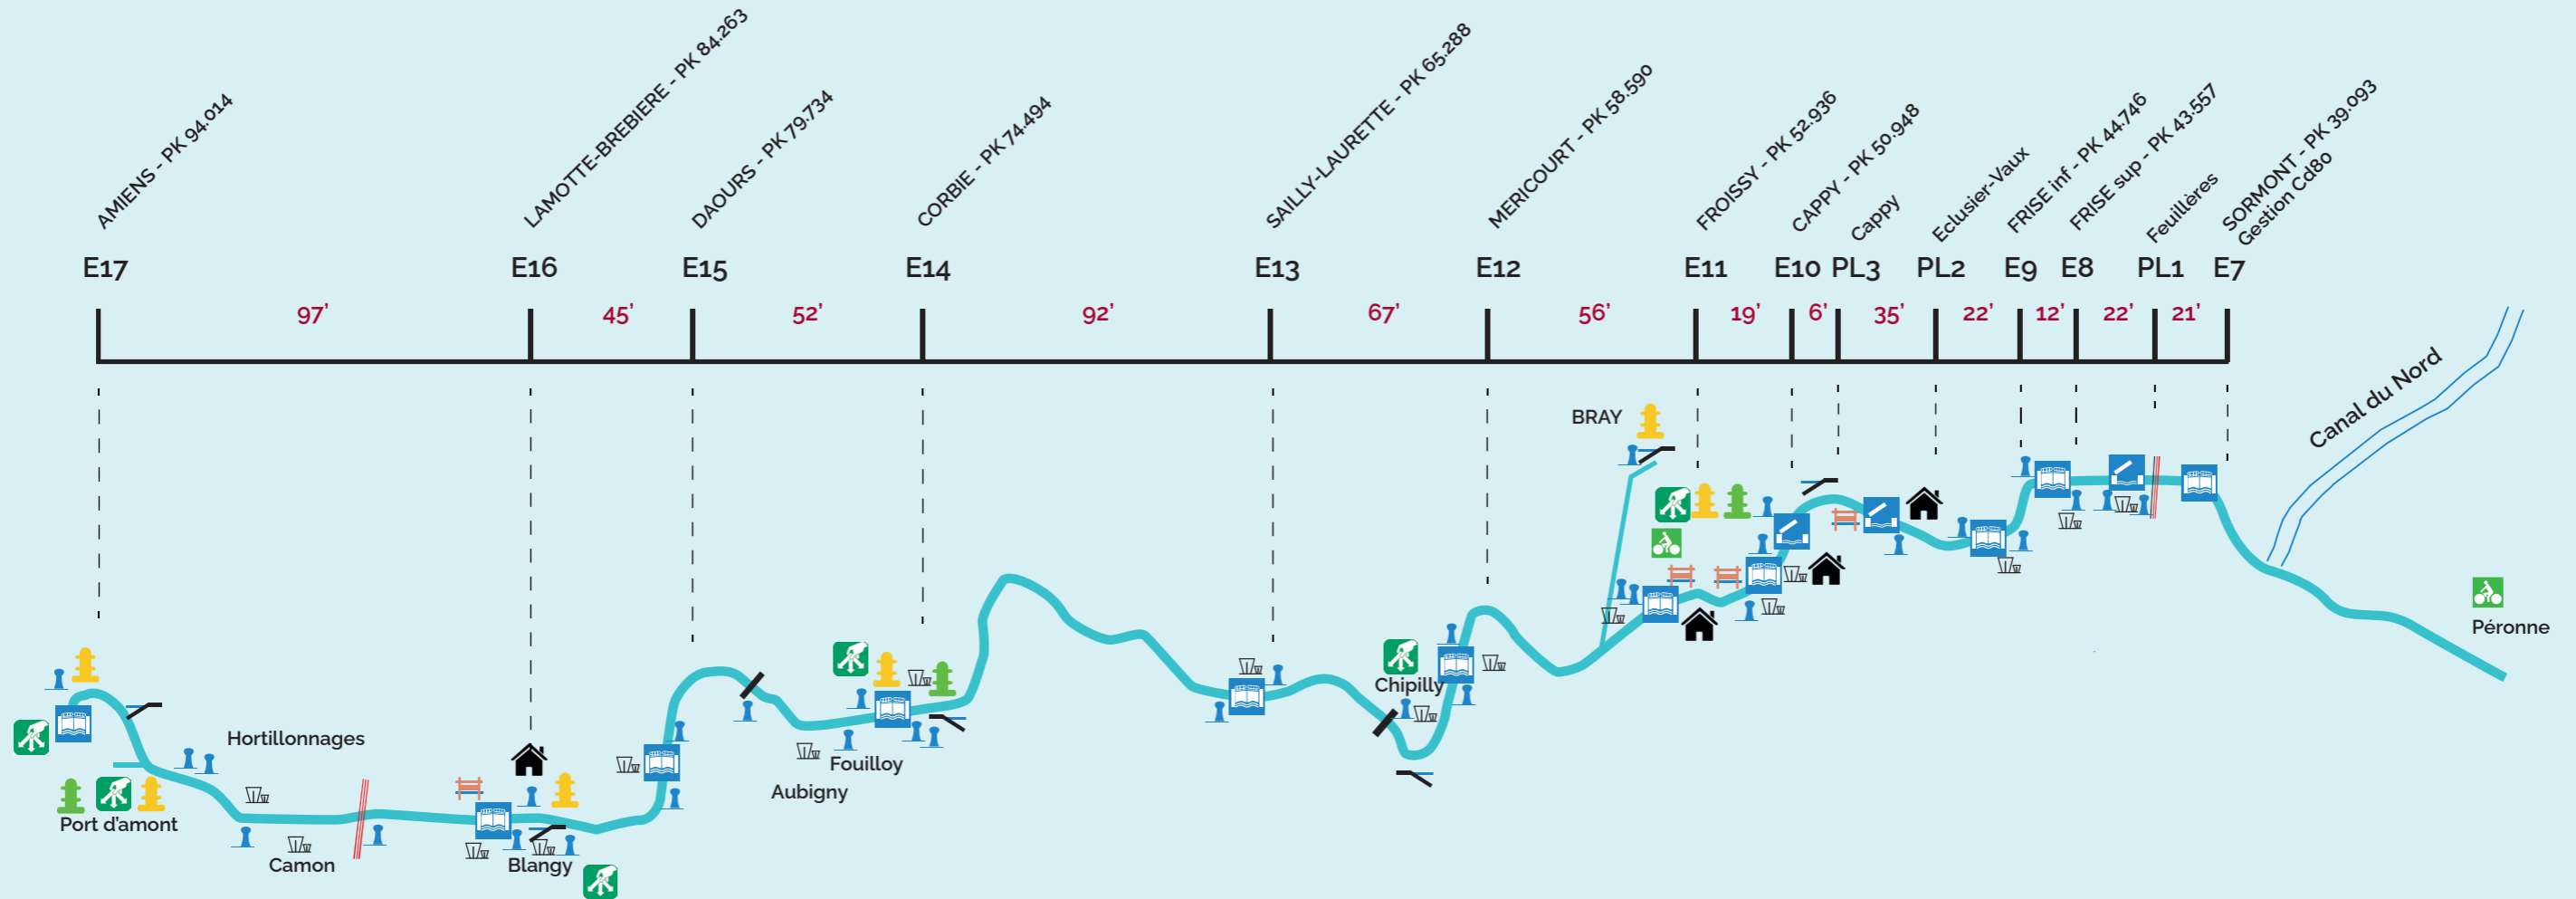 AMIENS - PK 94.014
LAMOTTE-BREBIERE - PK 84.263
DAOURS - PK 79.734
CORBIE - PK 74.494
SAILLY-LAURETTE - PK 65.288
MERICOURT - PK 58.590
FROISSY - PK 52.936
CAPPY - PK 50.948
Cappy
Eclusier-Vaux
FRISE inf - PK 44.746
FRISE sup - PK 43.557
Feuillères
SORMONT - PK 39.093
Gestion Cd80
E17
E16
E15
E14
E13
E12
E11
E10
PL3
PL2
E9
E8
PL1
E7
97’
45’
52’
92’
67’
56’
19’
6’
35’
22’
12’
22’
21’
Canal du Nord
BRAY
Péronne
Chipilly
Hortillonnages
Fouilloy
Aubigny
Port d’amont
Camon
Blangy